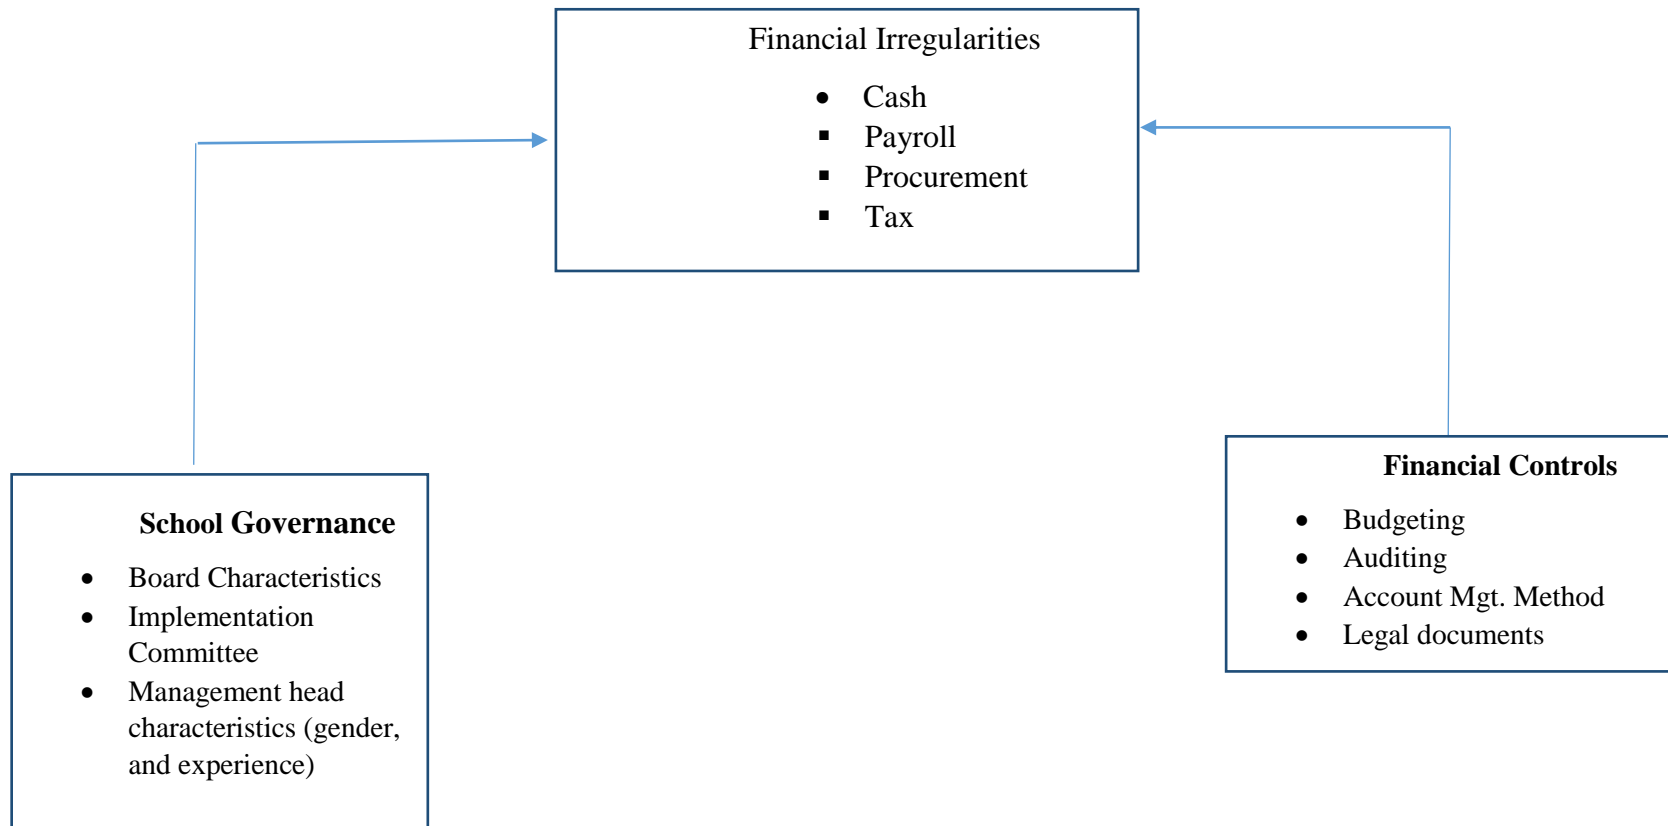 Financial Irregularities
• Cash
▪ Payroll
▪ Procurement
▪ Tax
School Governance
• Board Characteristics
• Implementation
Committee
• Management head
characteristics (gender,
and experience)
Financial Controls
• Budgeting
• Auditing
• Account Mgt. Method
• Legal documents